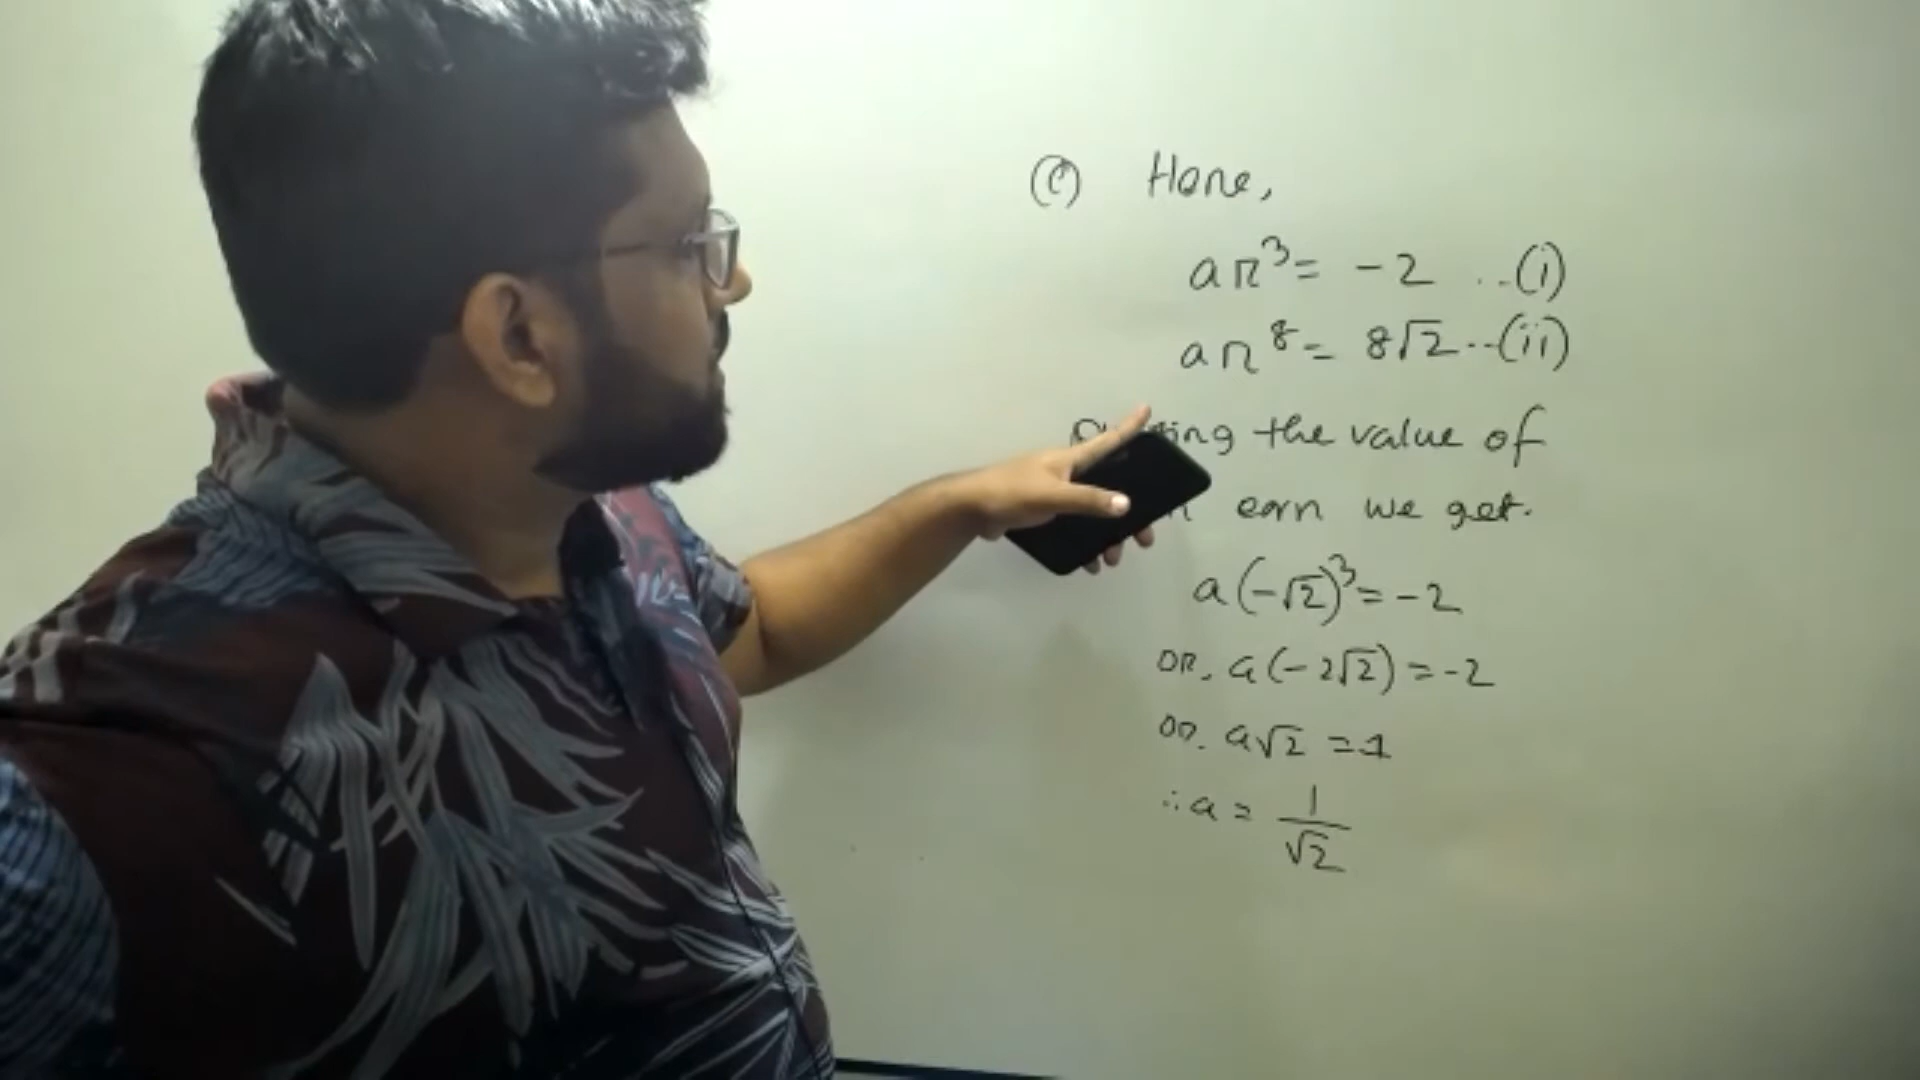 (c) Here,
ar³ = -2 ...(i)
ar⁸ = 8√2 ...(ii)
the value of
eqn we get.
a(-√2)³ = -2
or, a(-2√2) = -2
or, a√2 = 1
∴ a = 1/√2